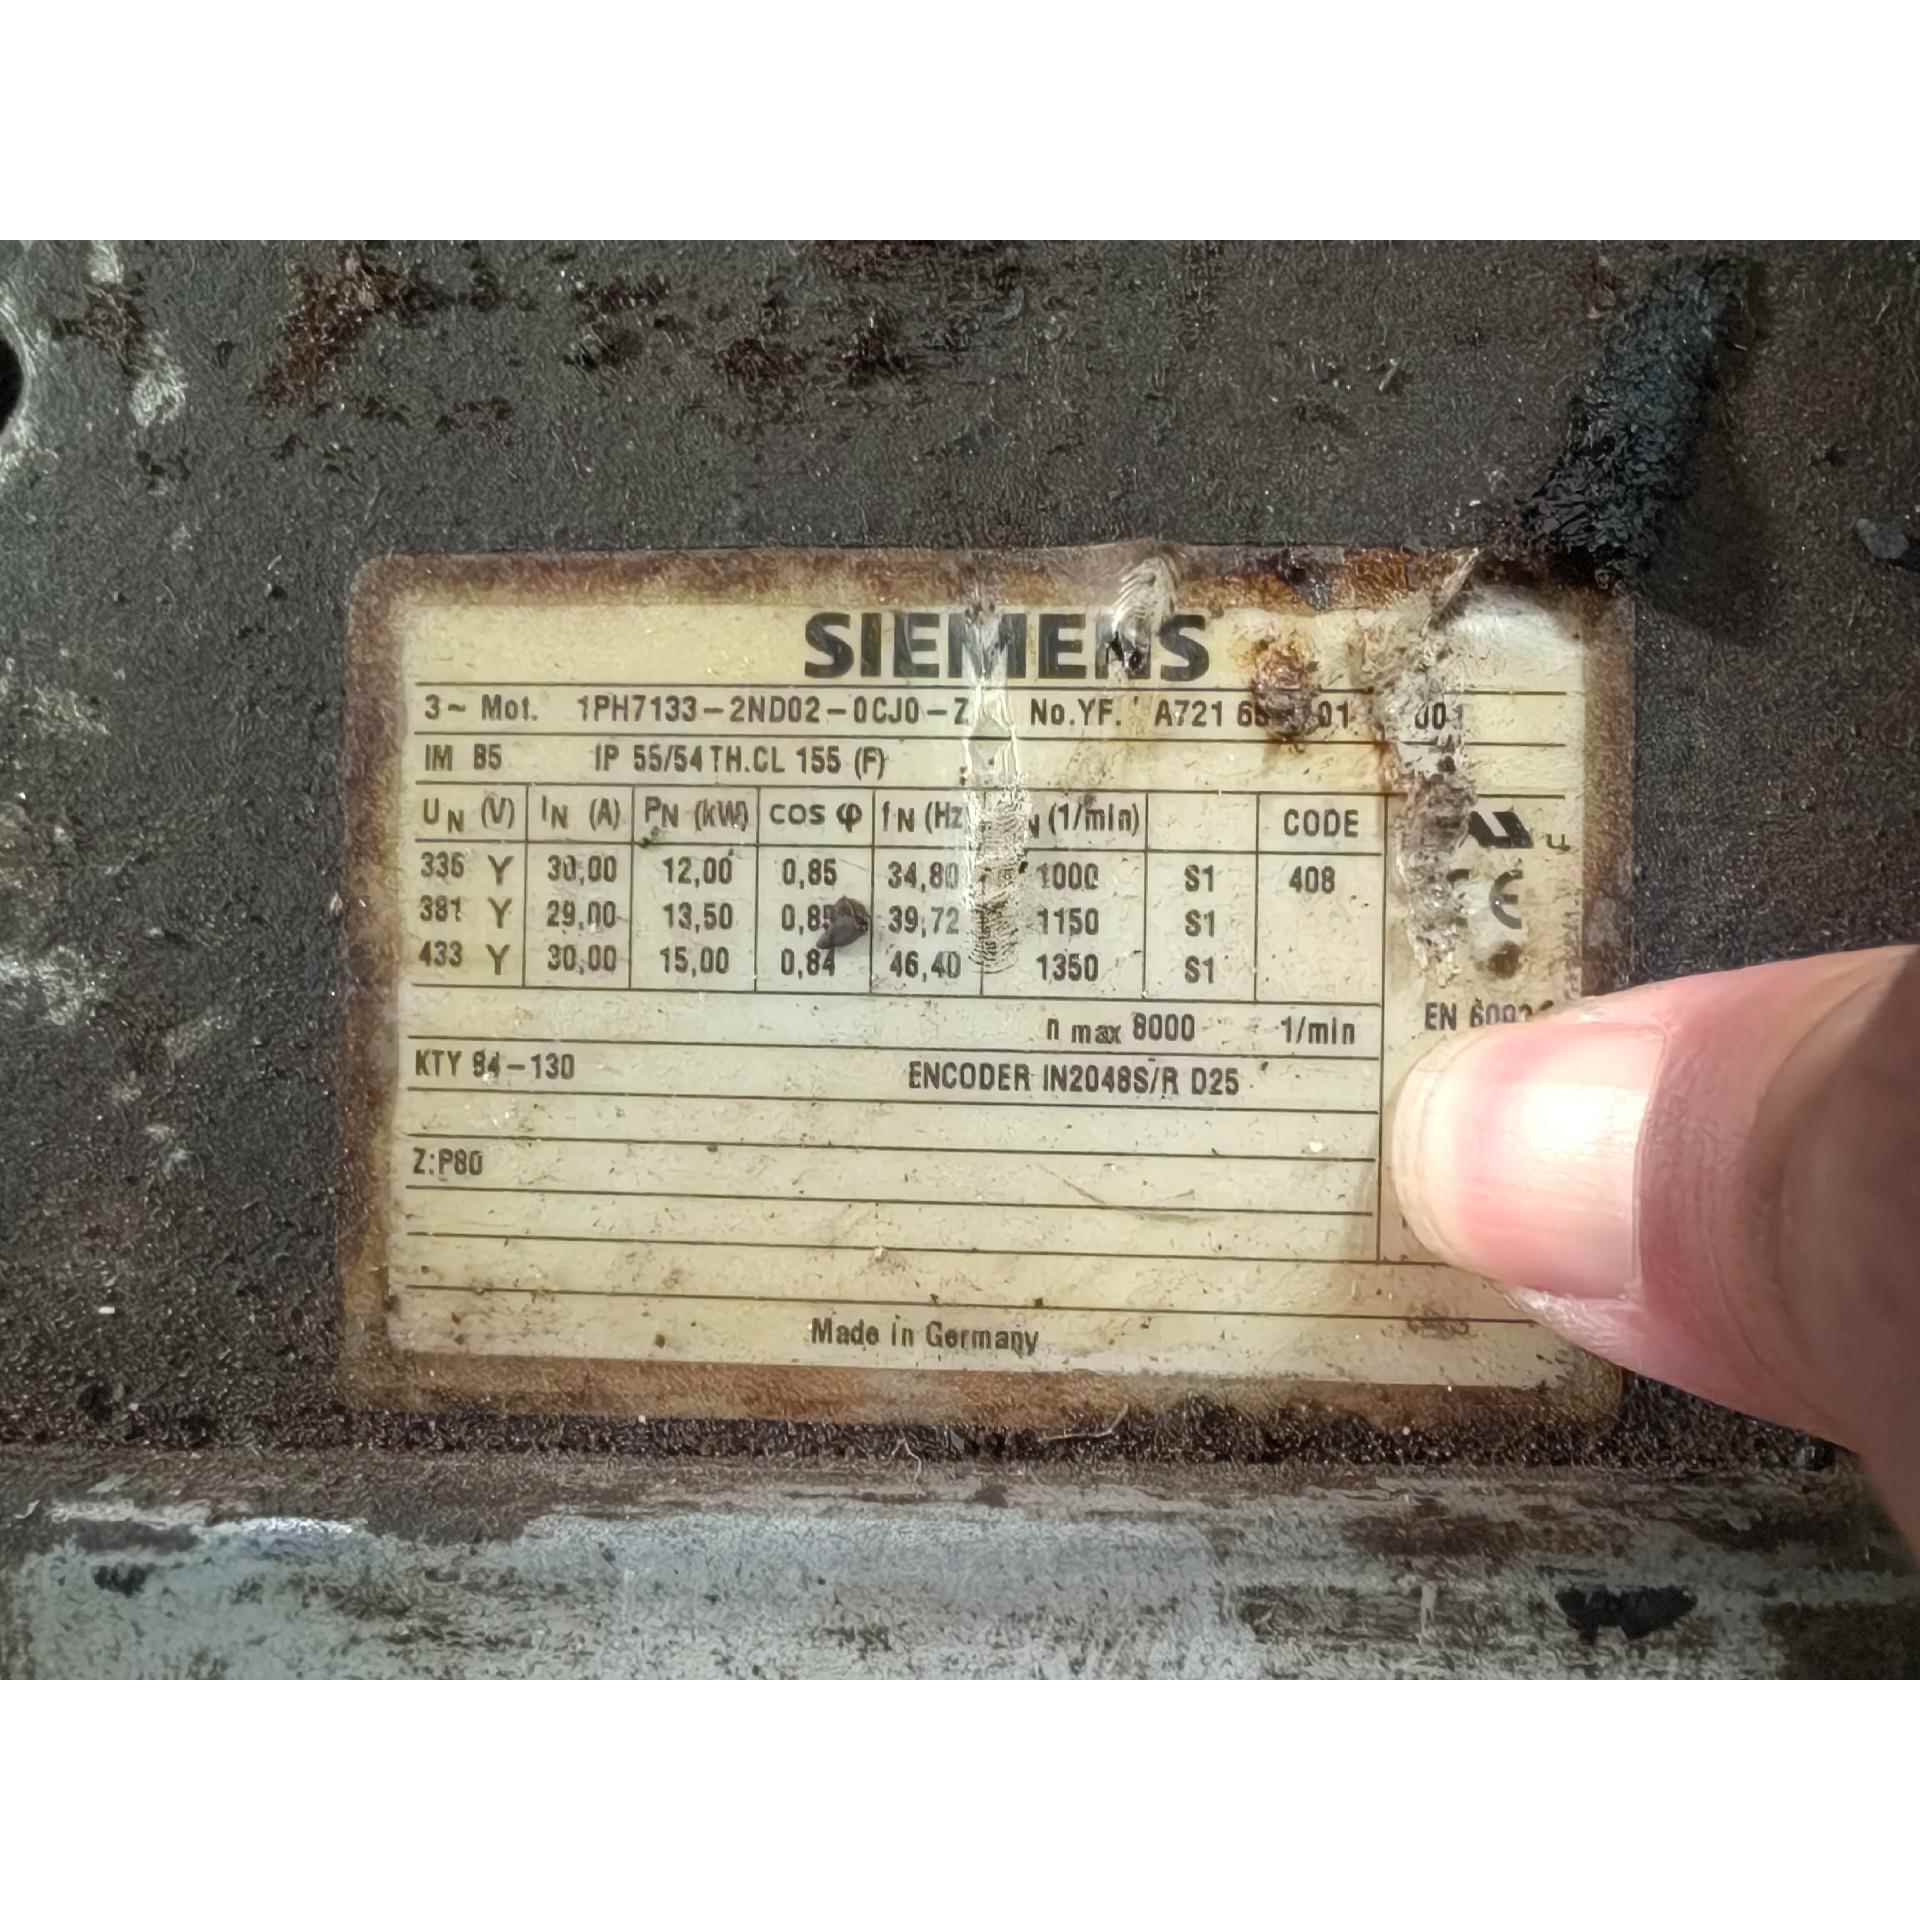 SIEMENS
3~ Mot. 1PH7133-2ND02-0CJ0-Z No.YF. A721
IM B5 IP 55/54 TH.CL 155 (F)
UN (V) IN (A) PN (kW) cos φ fN (Hz (1/min) CODE
336 Y 30,00 12,00 0,85 34,80 1000 S1 408
381 Y 29,00 13,50 39,72 1150 S1
433 Y 30,00 15,00 0,84 46,40 1350 S1
CE
EN
n max 8000 1/min
KTY 84-130 ENCODER IN2048S/R D25
Z:P80
Made in Germany